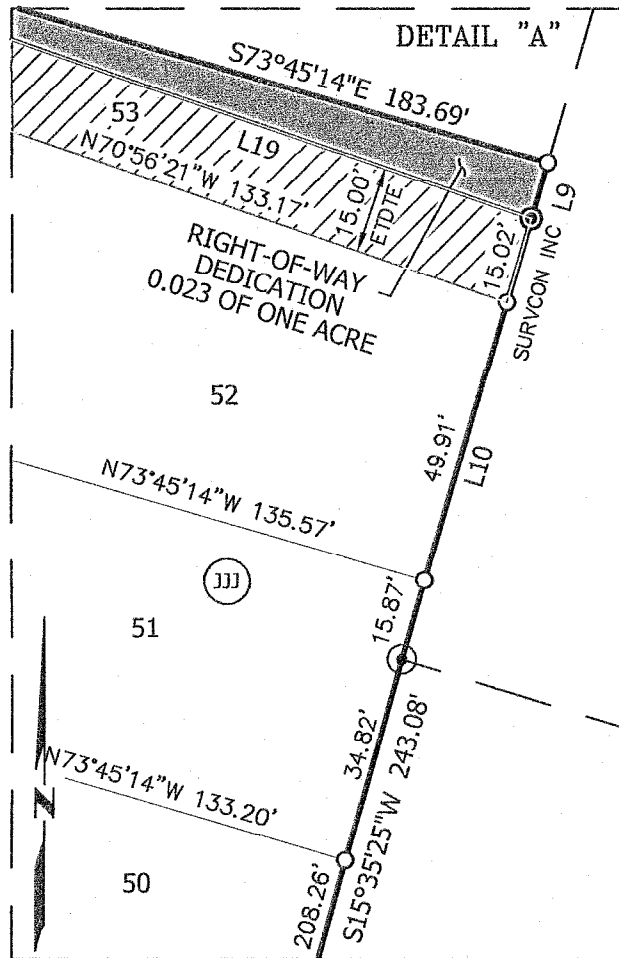 DETAIL "A"
S73°45'14"E 183.69'
53
L19
N70°56'21"W 133.17'
15.00'
ETDTE
L9
15.02'
SURVCON INC
RIGHT-OF-WAY
DEDICATION
0.023 OF ONE ACRE
52
49.91'
L10
N73°45'14"W 135.57'
JJJ
51
15.87'
34.82'
S15°35'25"W 243.08'
N73°45'14"W 133.20'
N
50
208.26'